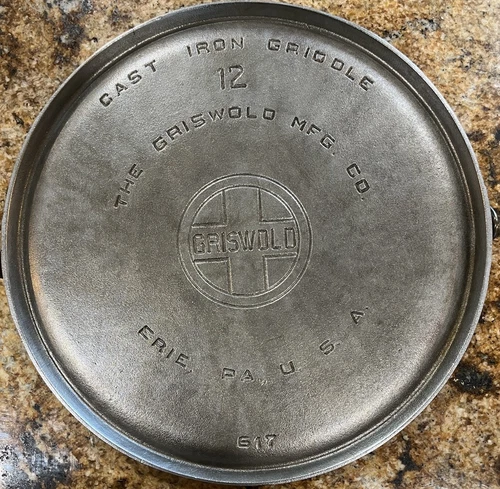 CAST IRON GRIDDLE
12
THE GRISWOLD MFG. CO.
GRISWOLD
ERIE, PA., U.S.A.
617